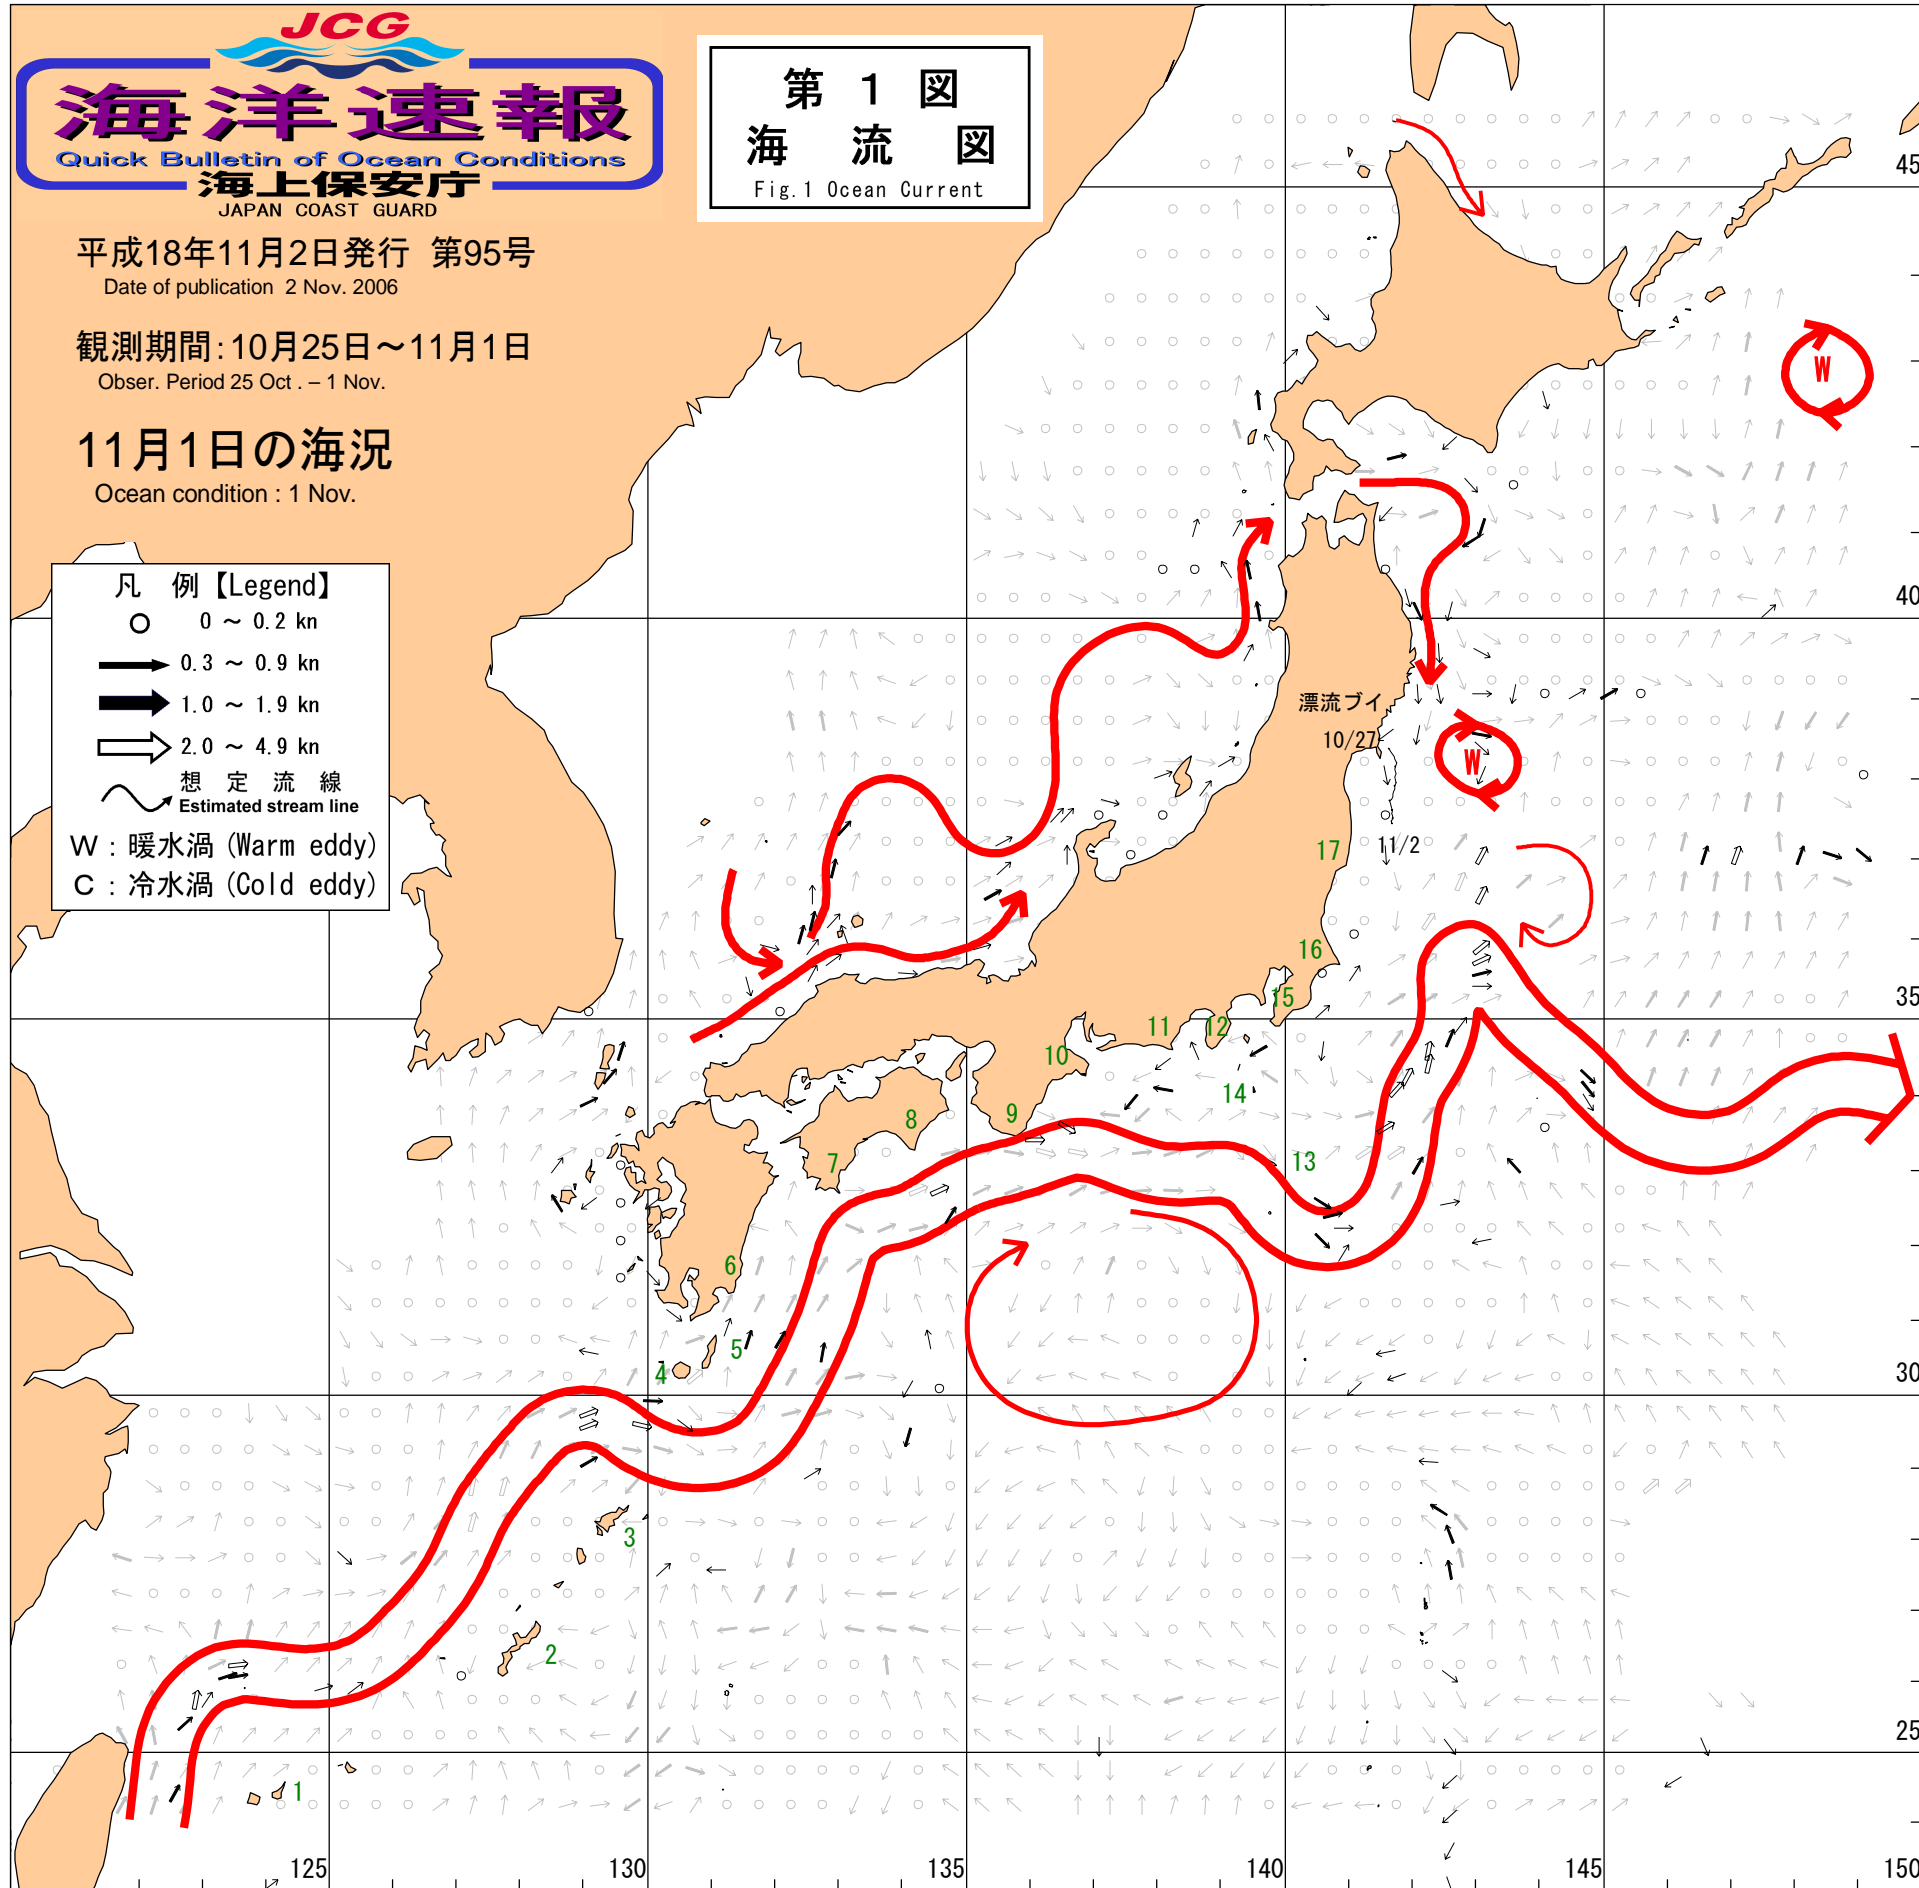 JCG
海洋速報
Quick Bulletin of Ocean Conditions
海上保安庁
JAPAN COAST GUARD
第 1 図
海 流 図
Fig.1 Ocean Current
平成18年11月2日発行 第95号
Date of publication 2 Nov. 2006
観測期間:10月25日～11月1日
Obser. Period 25 Oct . – 1 Nov.
11月1日の海況
Ocean condition : 1 Nov.
凡 例【Legend】
0 ～ 0.2 kn
0.3 ～ 0.9 kn
1.0 ～ 1.9 kn
2.0 ～ 4.9 kn
想 定 流 線
Estimated stream line
W : 暖水渦 (Warm eddy)
C : 冷水渦 (Cold eddy)
45
W
40
漂流ブイ
10/27
W
11/2
17
16
15
35
11
12
10
14
9
8
7
13
6
5
4
30
3
2
25
1
125
130
135
140
145
150